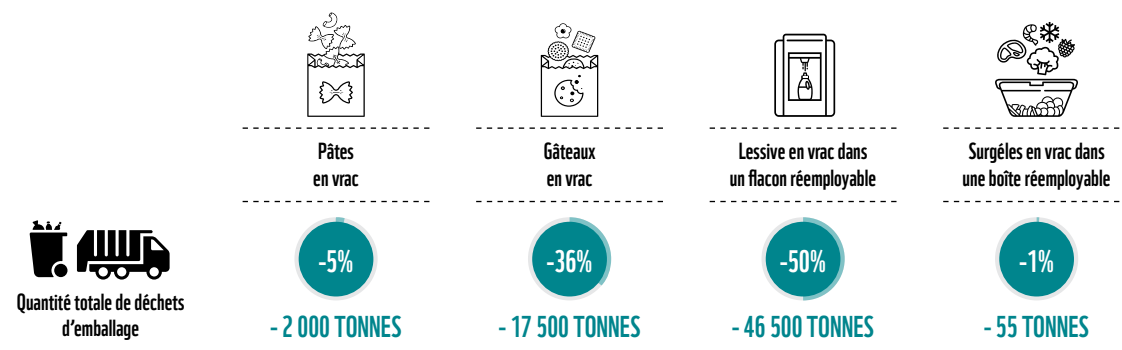 Pâtes
en vrac
Gâteaux
en vrac
Lessive en vrac dans
un flacon réemployable
Surgéles en vrac dans
une boîte réemployable
Quantité totale de déchets
d'emballage
-5%
-36%
-50%
-1%
- 2 000 TONNES
- 17 500 TONNES
- 46 500 TONNES
- 55 TONNES